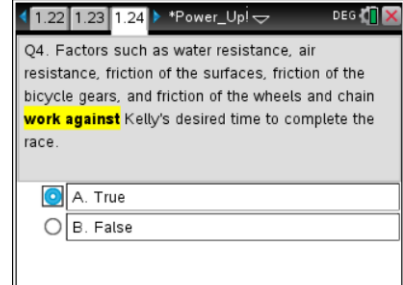 1.22 1.23 1.24 *Power_Up! DEG
Q4. Factors such as water resistance, air
resistance, friction of the surfaces, friction of the
bicycle gears, and friction of the wheels and chain
work against Kelly's desired time to complete the
race.
A. True
B. False